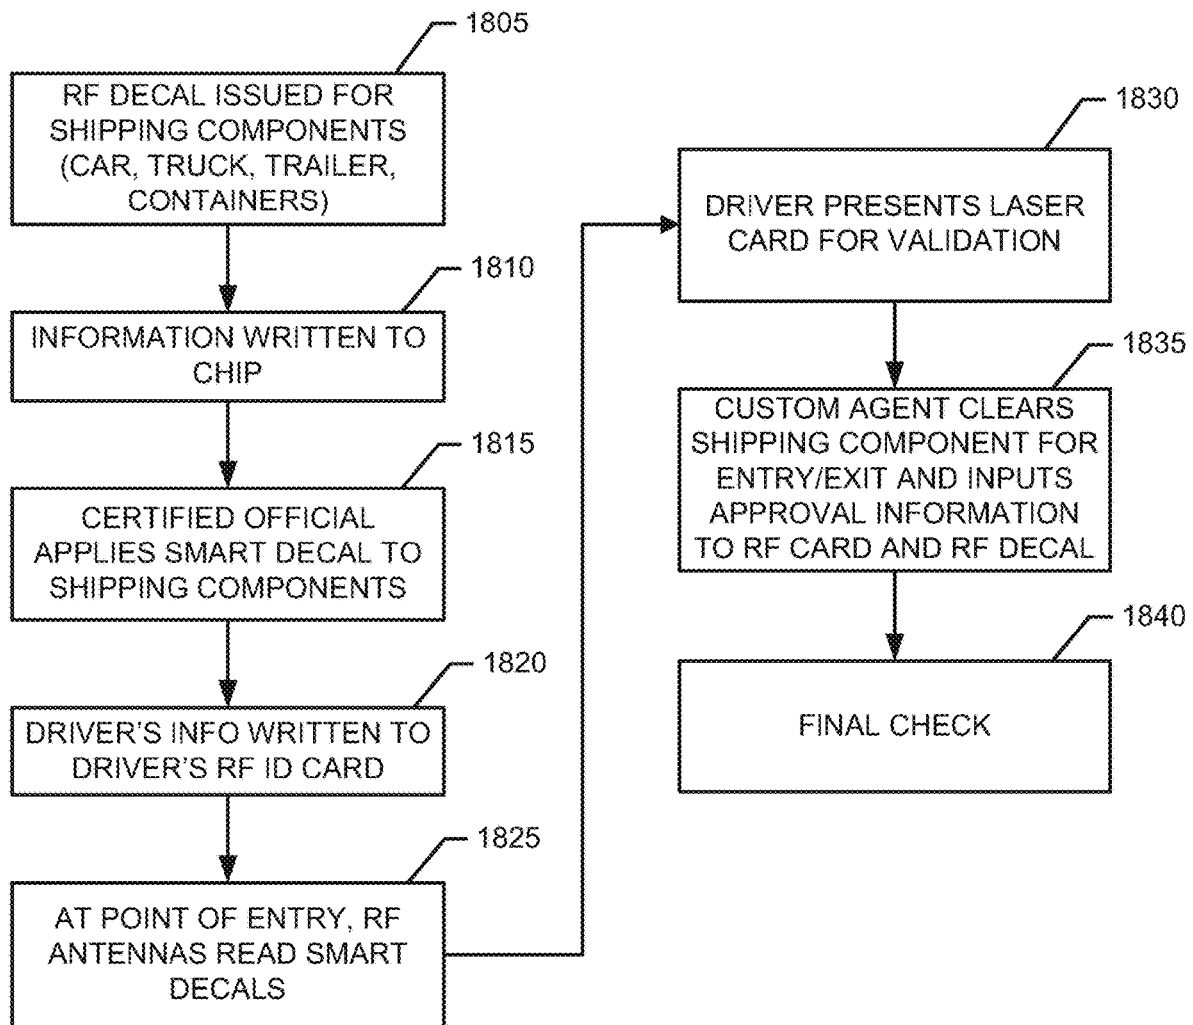 1805
RF DECAL ISSUED FOR
SHIPPING COMPONENTS
(CAR, TRUCK, TRAILER,
CONTAINERS)
1810
INFORMATION WRITTEN TO
CHIP
1815
CERTIFIED OFFICIAL
APPLIES SMART DECAL TO
SHIPPING COMPONENTS
1820
DRIVER'S INFO WRITTEN TO
DRIVER'S RF ID CARD
1825
AT POINT OF ENTRY, RF
ANTENNAS READ SMART
DECALS
1830
DRIVER PRESENTS LASER
CARD FOR VALIDATION
1835
CUSTOM AGENT CLEARS
SHIPPING COMPONENT FOR
ENTRY/EXIT AND INPUTS
APPROVAL INFORMATION
TO RF CARD AND RF DECAL
1840
FINAL CHECK